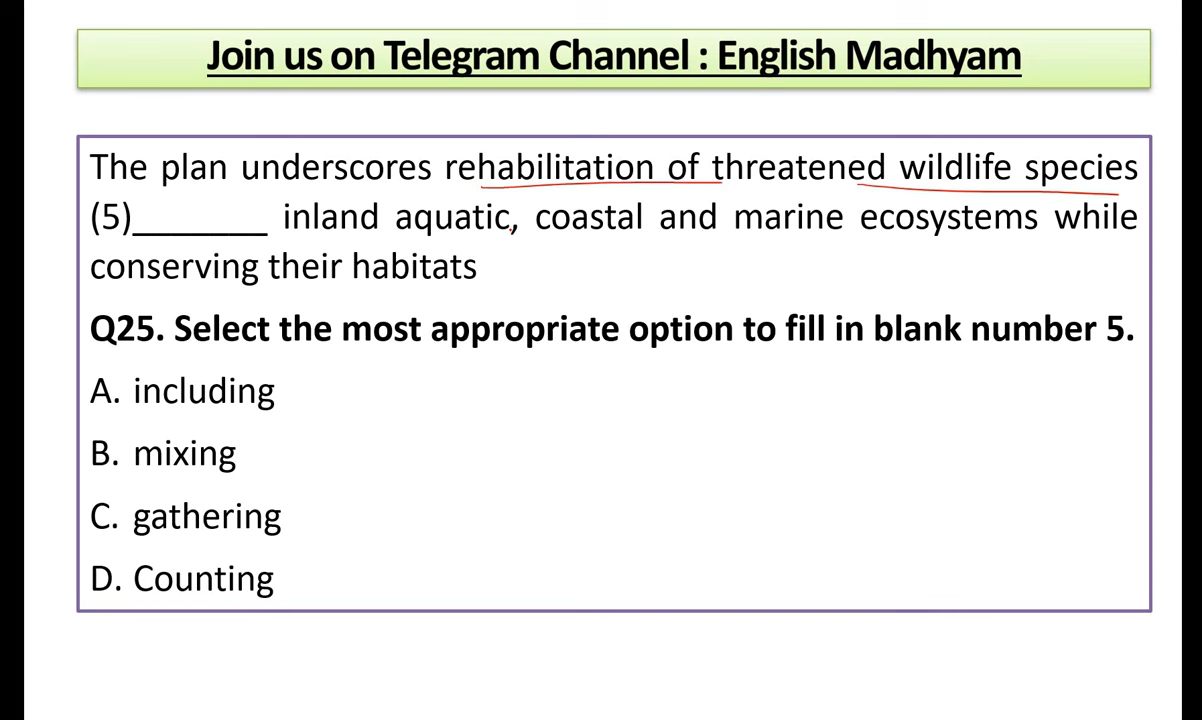 Join us on Telegram Channel : English Madhyam
The plan underscores rehabilitation of threatened wildlife species
(5)_______ inland aquatic, coastal and marine ecosystems while
conserving their habitats
Q25. Select the most appropriate option to fill in blank number 5.
A. including
B. mixing
C. gathering
D. Counting